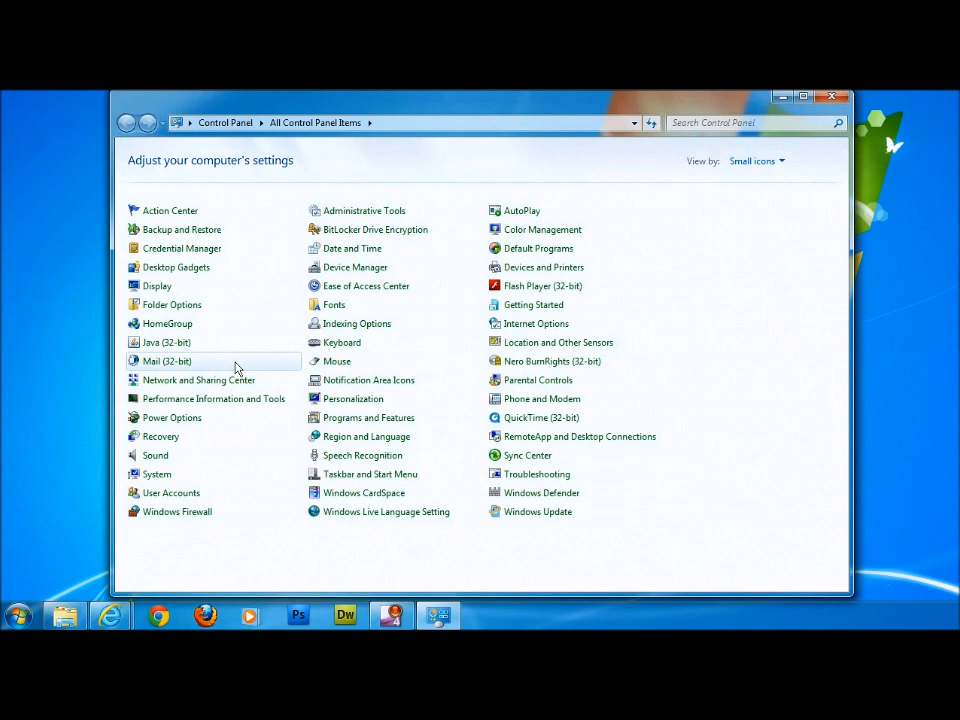 Control Panel All Control Panel Items
Search Control Panel
Adjust your computer's settings
View by: Small icons
Action Center Administrative Tools AutoPlay
Backup and Restore BitLocker Drive Encryption Color Management
Credential Manager Date and Time Default Programs
Desktop Gadgets Device Manager Devices and Printers
Display Ease of Access Center Flash Player (32-bit)
Folder Options Fonts Getting Started
HomeGroup Indexing Options Internet Options
Java (32-bit) Keyboard Location and Other Sensors
Mail (32-bit) Mouse Nero BurnRights (32-bit)
Network and Sharing Center Notification Area Icons Parental Controls
Performance Information and Tools Personalization Phone and Modem
Power Options Programs and Features QuickTime (32-bit)
Recovery Region and Language RemoteApp and Desktop Connections
Sound Speech Recognition Sync Center
System Taskbar and Start Menu Troubleshooting
User Accounts Windows CardSpace Windows Defender
Windows Firewall Windows Live Language Setting Windows Update
Ps Dw 4